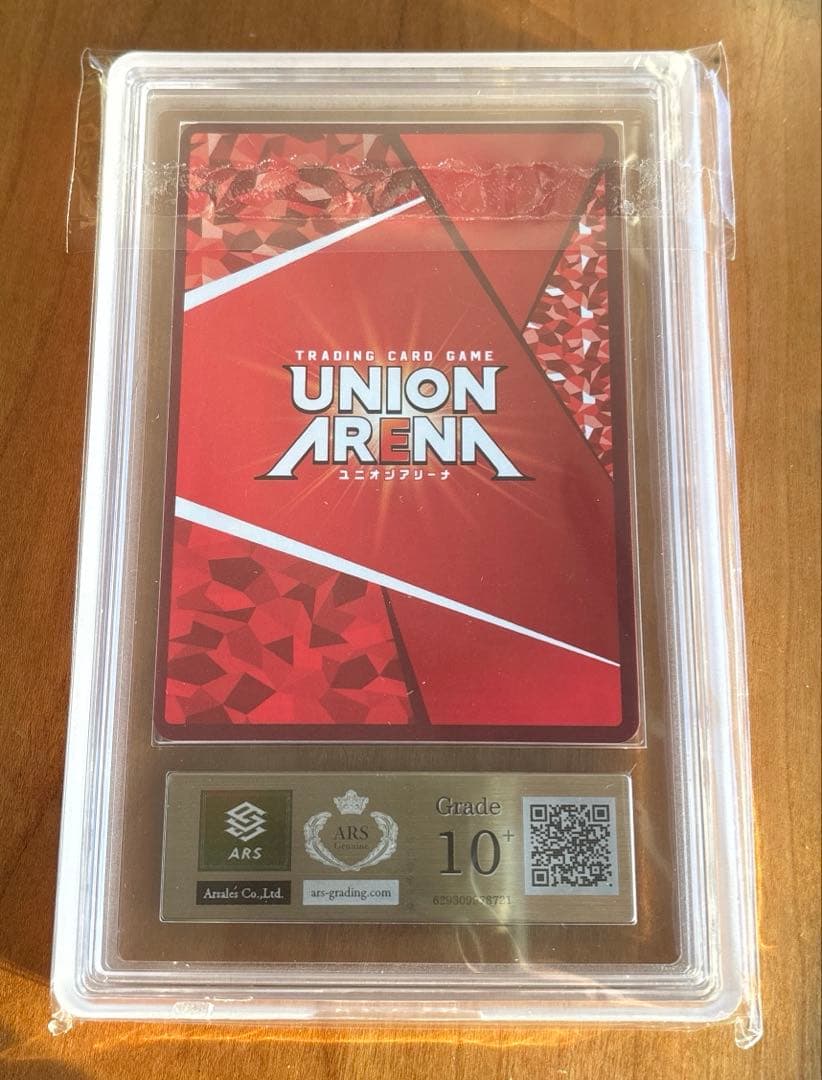 TRADING CARD GAME
UNION
ARENA
ユニオンアリーナ
ARS
Arsales Co.,Ltd.
ARS
Genuine
ars-grading.com
Grade
10+